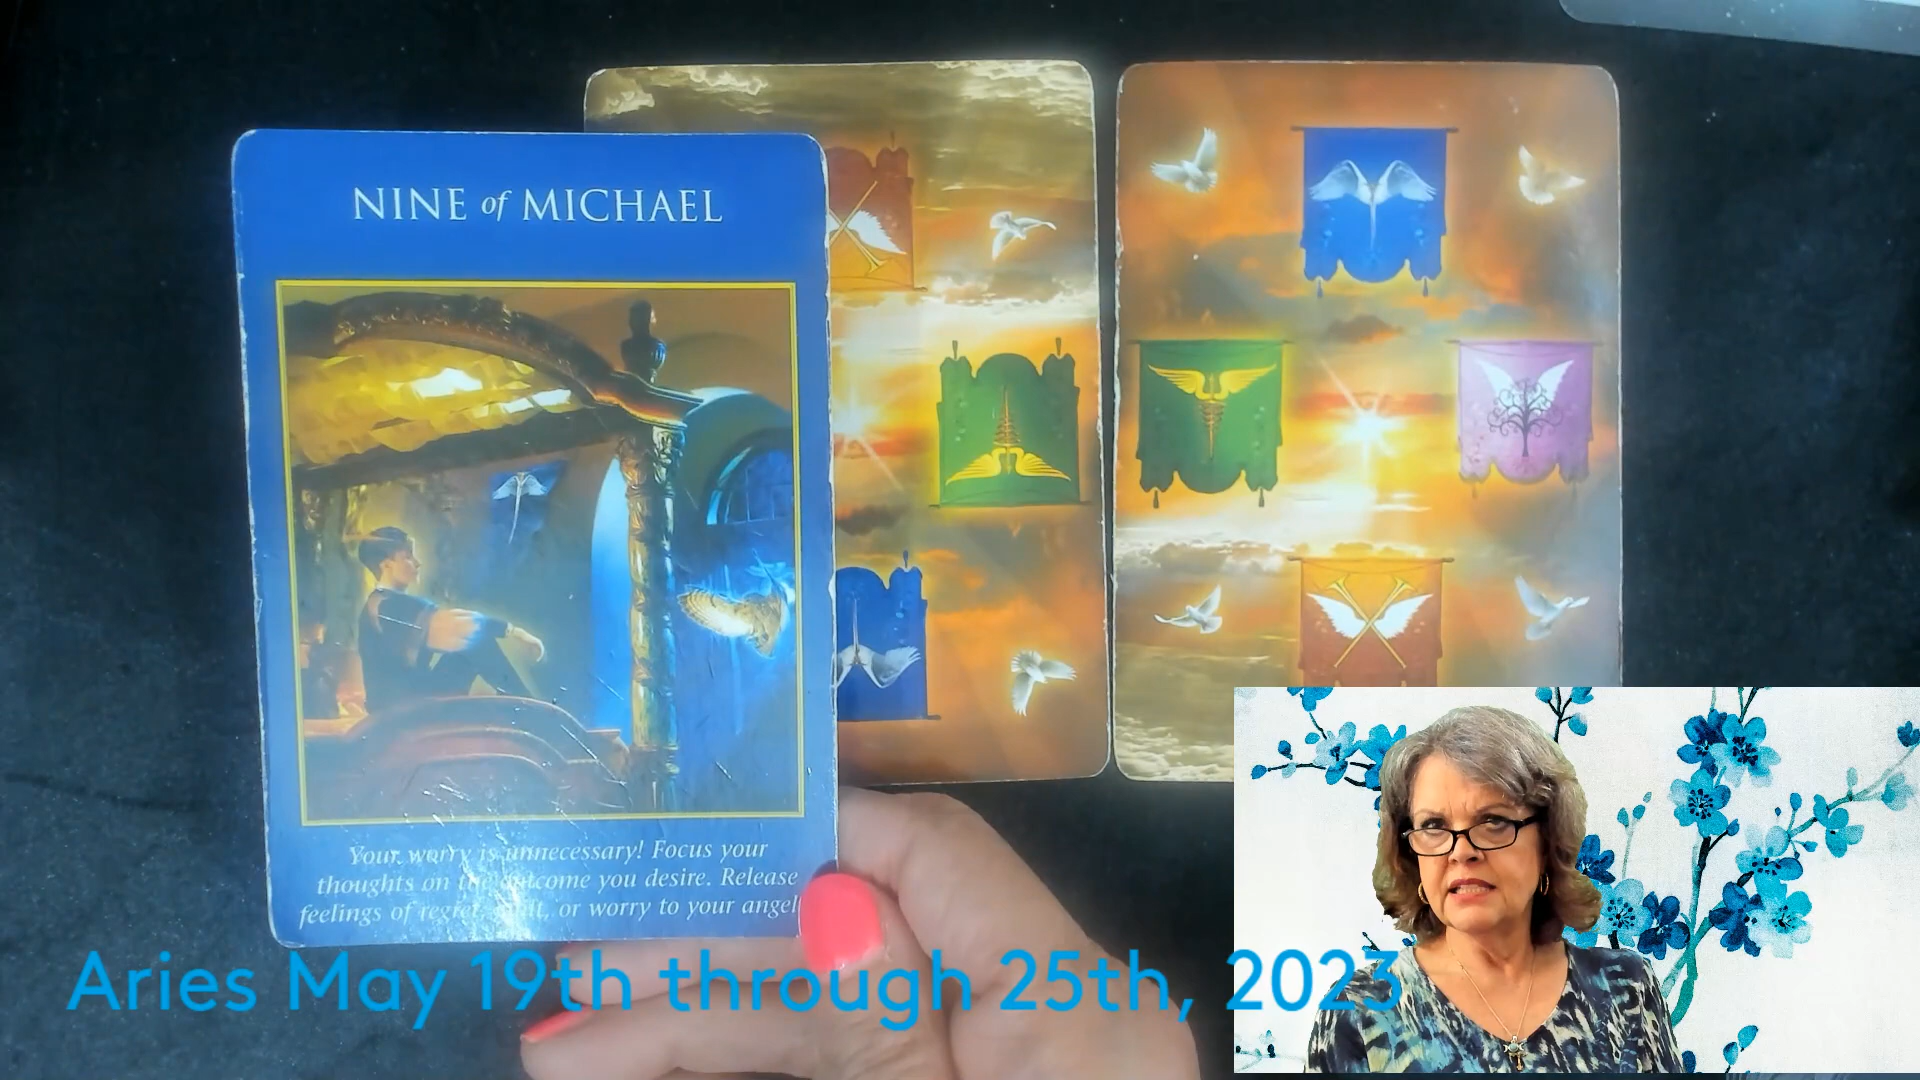 NINE of MICHAEL
Your worry is unnecessary! Focus your
thoughts on the outcome you desire. Release
feelings of regret, guilt, or worry to your angel
Aries May 19th through 25th, 2023